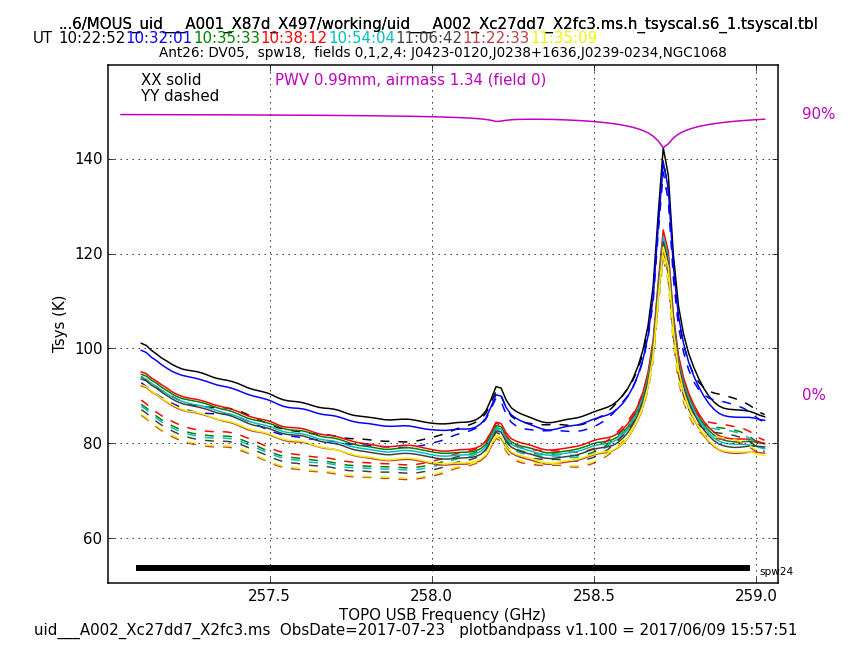 ...6/MOUS_uid___A001_X87d_X497/working/uid___A002_Xc27dd7_X2fc3.ms.h_tsyscal.s6_1.tsyscal.tbl
UT 10:22:52 10:32:01 10:35:33 10:38:12 10:54:04 11:06:42 11:22:33 11:35:09
Ant26: DV05, spw18, fields 0,1,2,4: J0423-0120,J0238+1636,J0239-0234,NGC1068
XX solid
PWV 0.99mm, airmass 1.34 (field 0)
YY dashed
90%
140
120
100
80
60
Tsys (K)
0%
spw24
257.5 258.0 258.5 259.0
TOPO USB Frequency (GHz)
uid___A002_Xc27dd7_X2fc3.ms ObsDate=2017-07-23 plotbandpass v1.100 = 2017/06/09 15:57:51